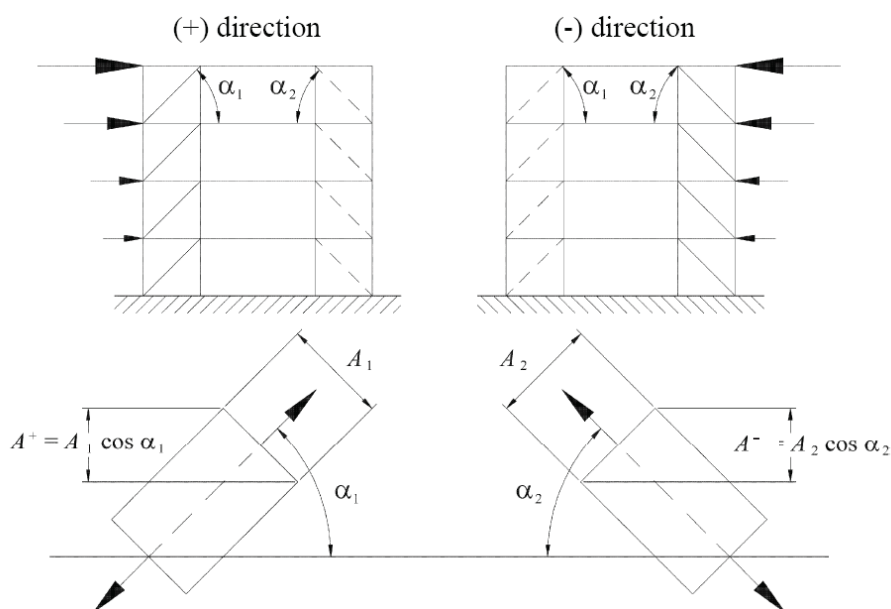 (+) direction
(-) direction
α₁
α₂
α₁
α₂
A₁
A₂
A⁺ = A cos α₁
A⁻ = A₂ cos α₂
α₁
α₂